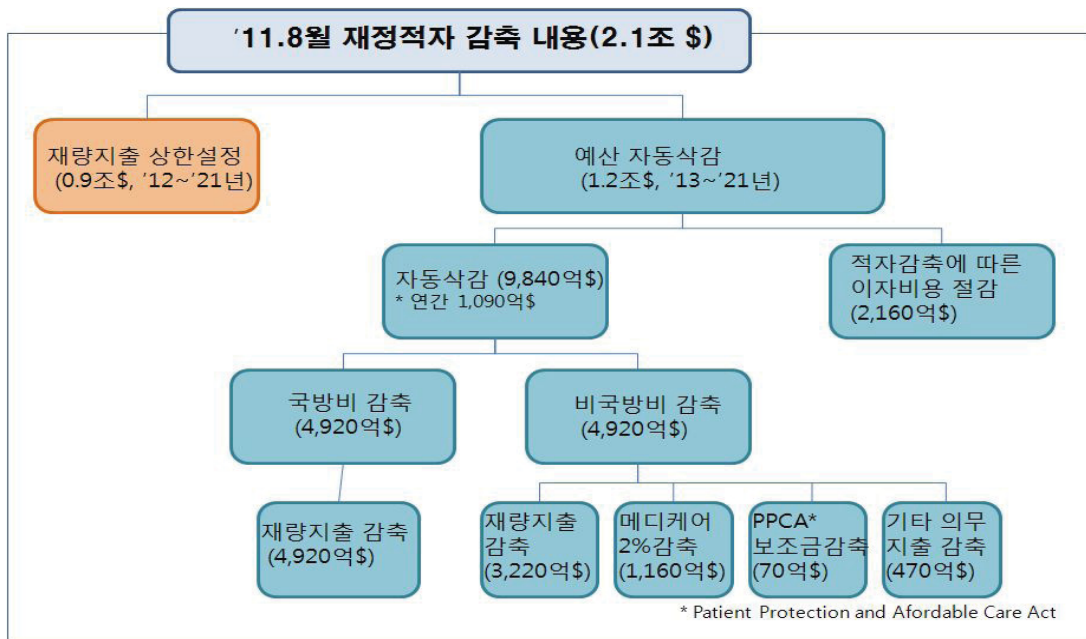 ’11.8월 재정적자 감축 내용(2.1조 $)
재량지출 상한설정
(0.9조$, ’12~’21년)
예산 자동삭감
(1.2조$, ’13~’21년)
자동삭감 (9,840억$)
* 연간 1,090억$
적자감축에 따른
이자비용 절감
(2,160억$)
국방비 감축
(4,920억$)
비국방비 감축
(4,920억$)
재량지출 감축
(4,920억$)
재량지출
감축
(3,220억$)
메디케어
2%감축
(1,160억$)
PPCA*
보조금감축
(70억$)
기타 의무
지출 감축
(470억$)
* Patient Protection and Afordable Care Act